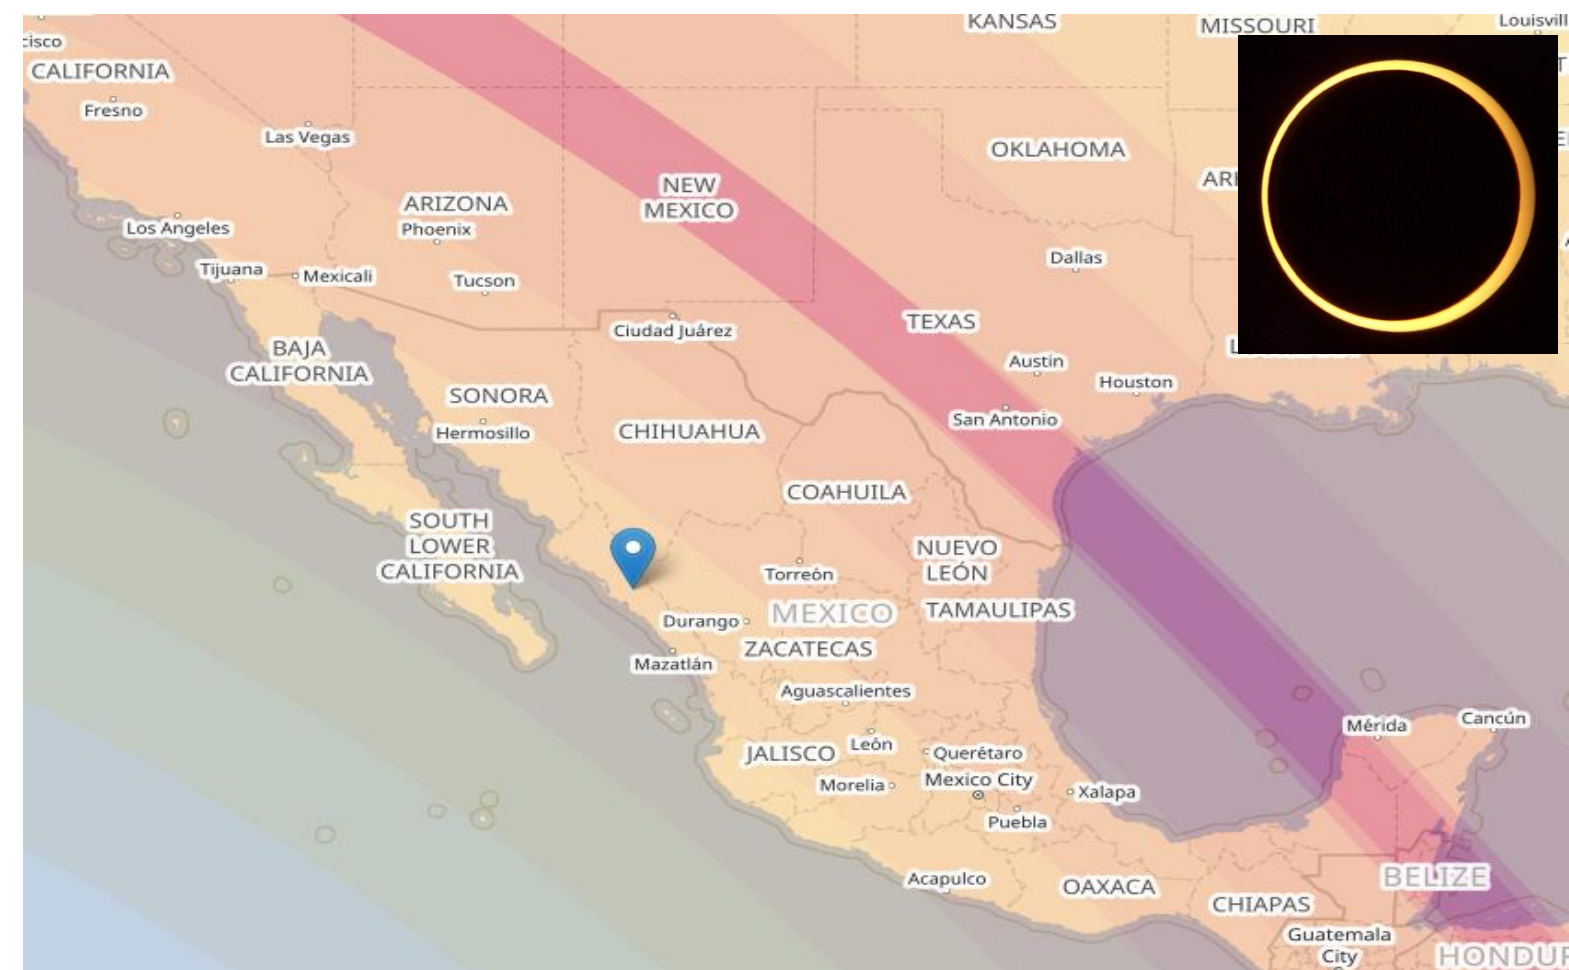 KANSAS
MISSOURI
Louisvill
cisco
CALIFORNIA
Fresno
Las Vegas
OKLAHOMA
NEW
MEXICO
ARIZONA
Phoenix
Los Angeles
Dallas
Tijuana
Mexicali
Tucson
TEXAS
Ciudad Juárez
BAJA
CALIFORNIA
Austin
Houston
SONORA
San Antonio
Hermosillo
CHIHUAHUA
COAHUILA
SOUTH
LOWER
CALIFORNIA
NUEVO
LEÓN
Torreón
MEXICO
TAMAULIPAS
Durango
ZACATECAS
Mazatlán
Aguascalientes
Mérida
Cancún
JALISCO
León
Querétaro
Morelia
Mexico City
Xalapa
Puebla
Acapulco
OAXACA
BELIZE
CHIAPAS
Guatemala
City
HONDUR